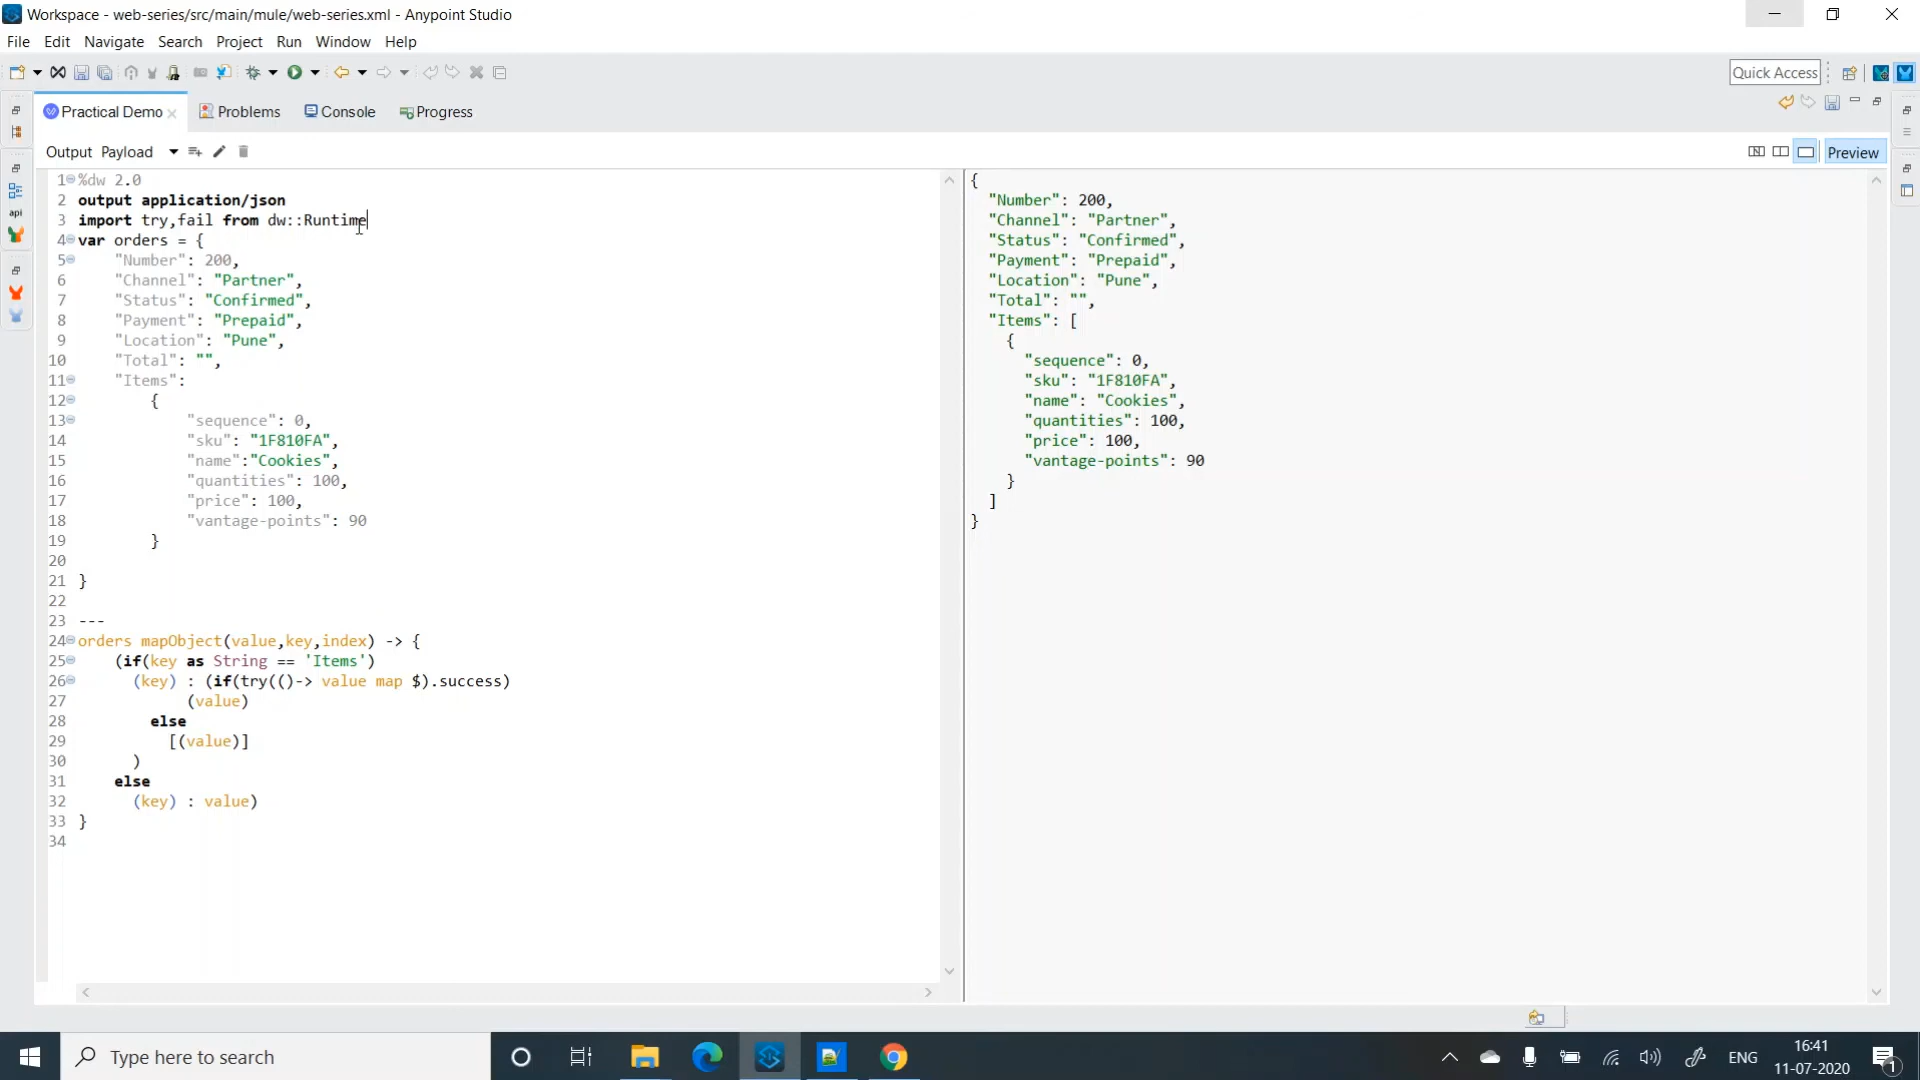 Workspace - web-series/src/main/mule/web-series.xml - Anypoint Studio
File Edit Navigate Search Project Run Window Help
Quick Access
Practical Demo Problems Console Progress
Output Payload Preview
1 %dw 2.0
2 output application/json
3 import try,fail from dw::Runtime
4 var orders = {
5 "Number": 200,
6 "Channel": "Partner",
7 "Status": "Confirmed",
8 "Payment": "Prepaid",
9 "Location": "Pune",
10 "Total": "",
11 "Items":
12 {
13 "sequence": 0,
14 "sku": "1F810FA",
15 "name":"Cookies",
16 "quantities": 100,
17 "price": 100,
18 "vantage-points": 90
19 }
20
21 }
22
23 ---
24 orders mapObject(value,key,index) -> {
25 (if(key as String == 'Items')
26 (key) : (if(try(()-> value map $).success)
27 (value)
28 else
29 [(value)]
30 )
31 else
32 (key) : value)
33 }
34
{
"Number": 200,
"Channel": "Partner",
"Status": "Confirmed",
"Payment": "Prepaid",
"Location": "Pune",
"Total": "",
"Items": [
{
"sequence": 0,
"sku": "1F810FA",
"name": "Cookies",
"quantities": 100,
"price": 100,
"vantage-points": 90
}
]
}
api
Type here to search
ENG
16:41
11-07-2020
1